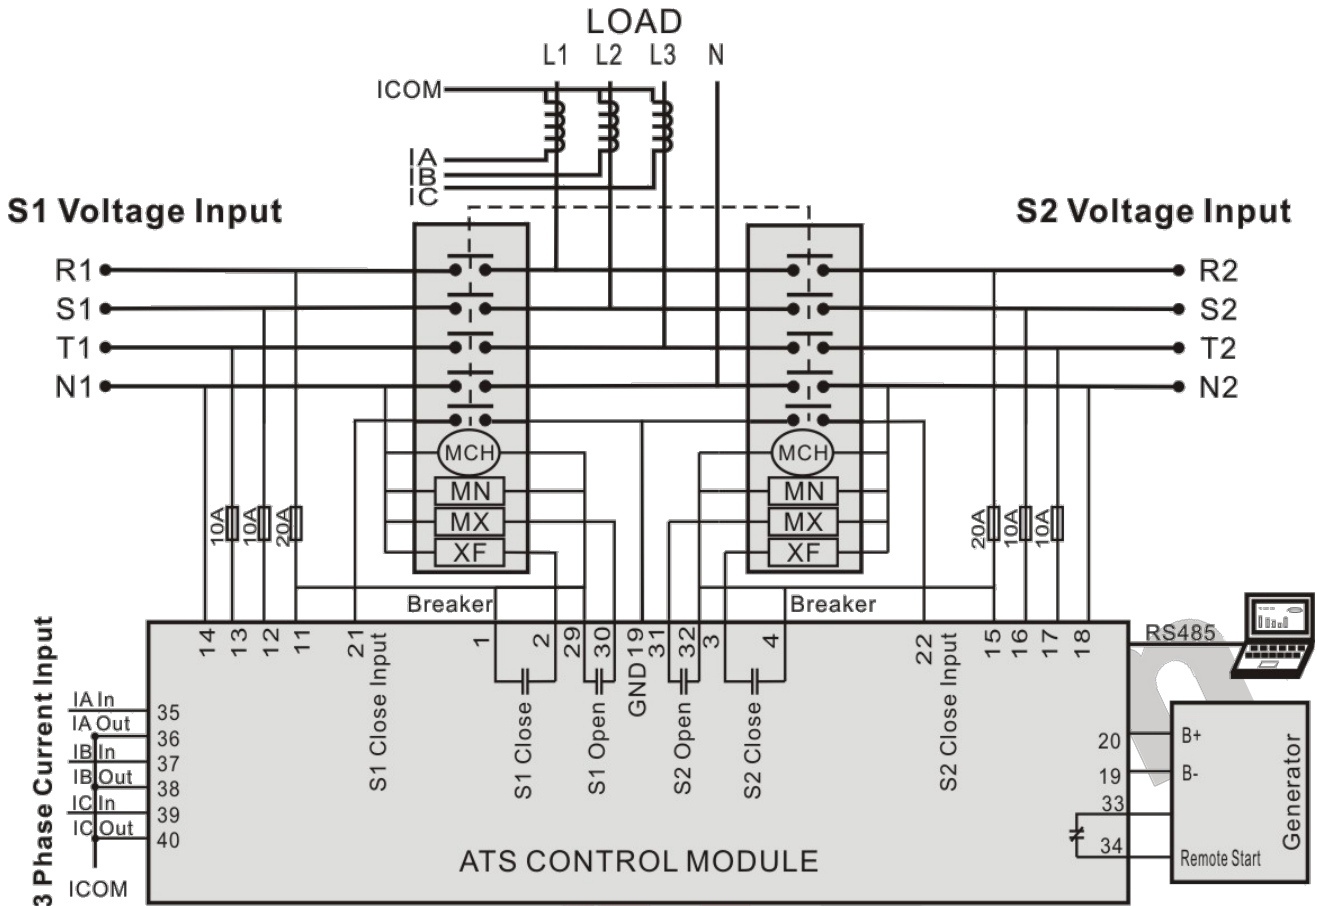 LOAD
L1 L2 L3 N
ICOM
IA
IB
IC
S1 Voltage Input
S2 Voltage Input
R1
R2
S1
S2
T1
T2
N1
N2
MCH
MCH
MN
MN
MX
MX
XF
XF
10A 10A 20A
20A 10A 10A
Breaker
Breaker
14 13 12 11 21 1 2 29 30 19 31 32 3 4 22 15 16 17 18
S1 Close Input
S1 Close
S1 Open
GND
S2 Open
S2 Close
S2 Close Input
RS485
3 Phase Current Input
IA In
35
IA Out
36
IB In
37
IB Out
38
IC In
39
IC Out
40
ICOM
20
B+
19
B-
33
34
Remote Start
Generator
ATS CONTROL MODULE